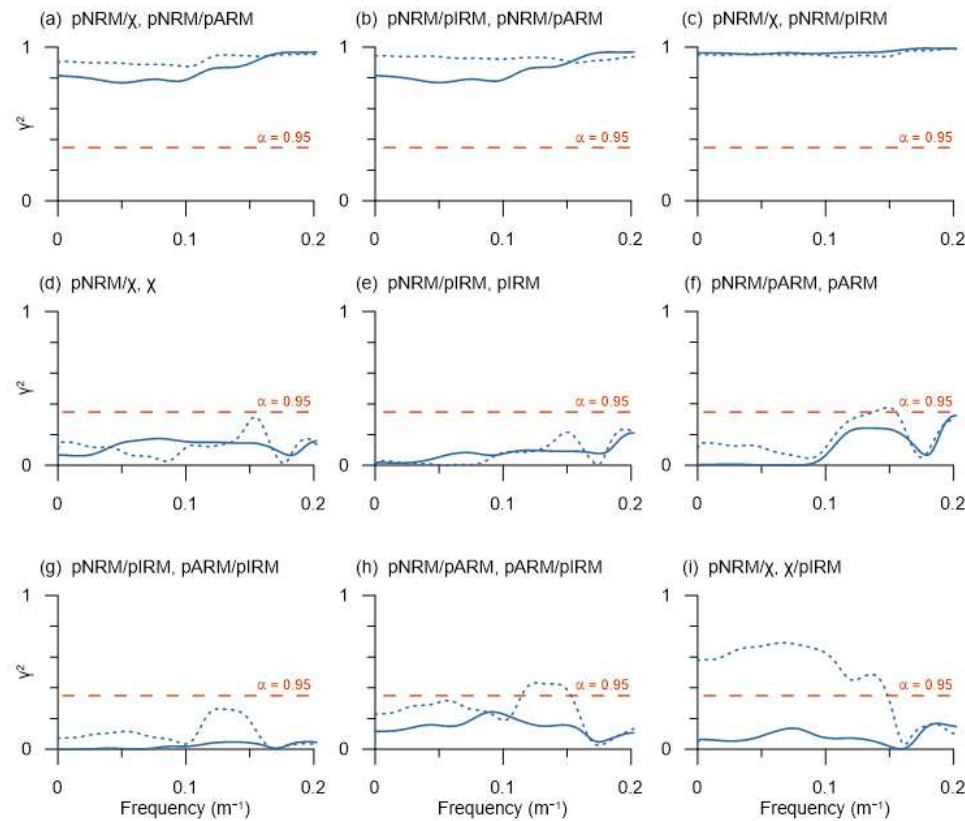 (a) pNRM/χ, pNRM/pARM
(b) pNRM/pIRM, pNRM/pARM
(c) pNRM/χ, pNRM/pIRM
1
1
1
γ²
α = 0.95
α = 0.95
α = 0.95
0
0
0
0
0.1
0.2
0
0.1
0.2
0
0.1
0.2
(d) pNRM/χ, χ
(e) pNRM/pIRM, pIRM
(f) pNRM/pARM, pARM
1
1
1
γ²
α = 0.95
α = 0.95
α = 0.95
0
0
0
0
0.1
0.2
0
0.1
0.2
0
0.1
0.2
(g) pNRM/pIRM, pARM/pIRM
(h) pNRM/pARM, pARM/pIRM
(i) pNRM/χ, χ/pIRM
1
1
1
γ²
α = 0.95
α = 0.95
α = 0.95
0
0
0
0
0.1
0.2
0
0.1
0.2
0
0.1
0.2
Frequency (m⁻¹)
Frequency (m⁻¹)
Frequency (m⁻¹)